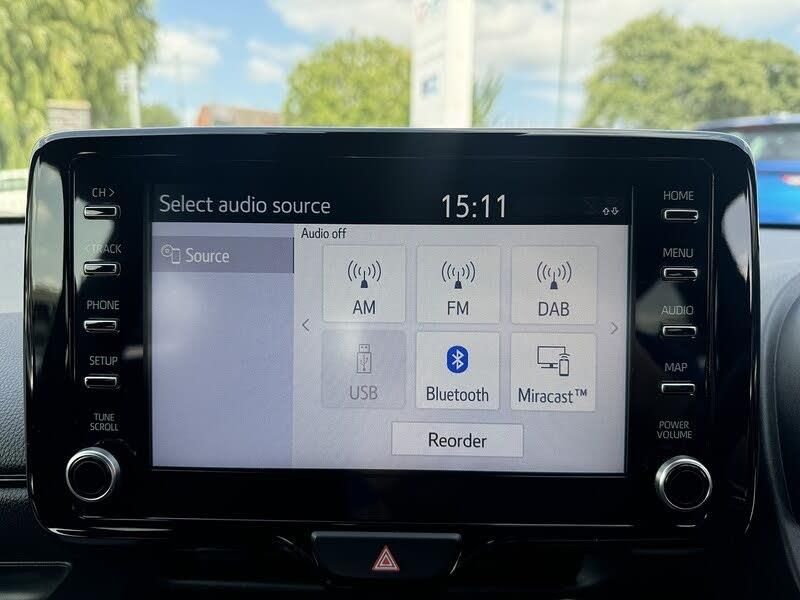 CH >
< TRACK
PHONE
SETUP
TUNE
SCROLL
Select audio source
15:11
Source
Audio off
AM
FM
DAB
USB
Bluetooth
Miracast™
Reorder
HOME
MENU
AUDIO
MAP
POWER
VOLUME